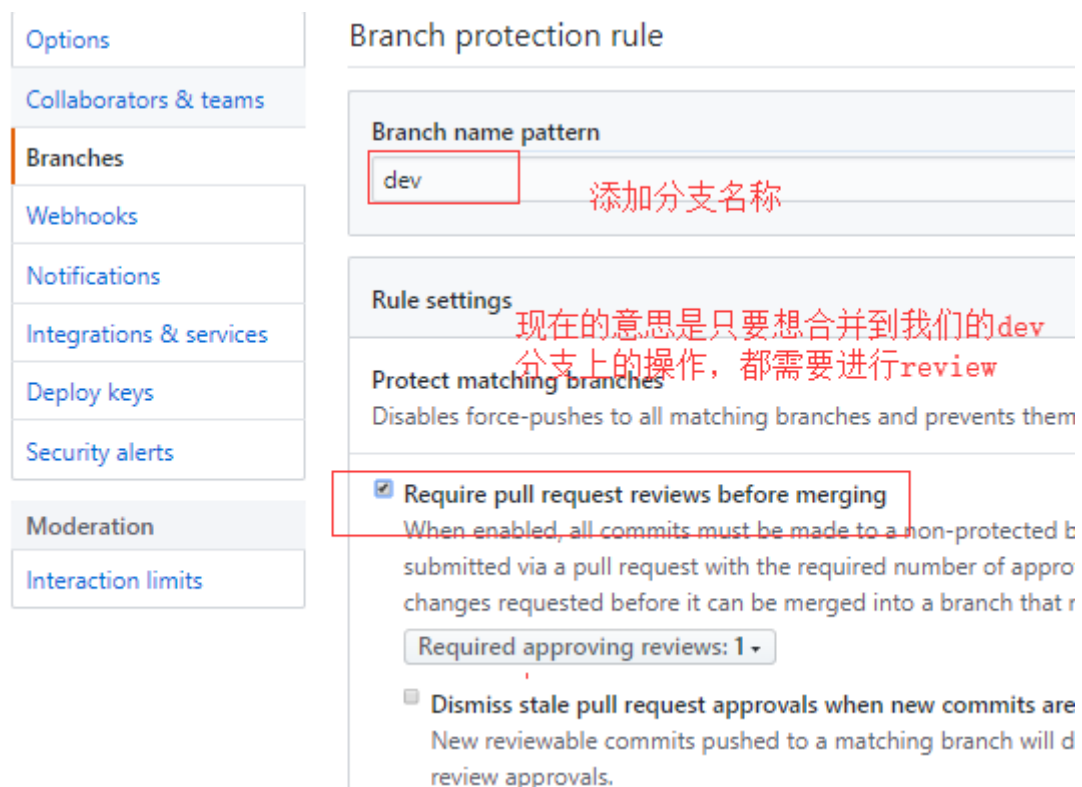 Options
Collaborators & teams
Branches
Webhooks
Notifications
Integrations & services
Deploy keys
Security alerts
Moderation
Interaction limits
Branch protection rule
Branch name pattern
dev
添加分支名称
Rule settings
现在的意思是只要想合并到我们的dev
分支上的操作，都需要进行review
Protect matching branches
Disables force-pushes to all matching branches and prevents them
Require pull request reviews before merging
When enabled, all commits must be made to a non-protected b
submitted via a pull request with the required number of appro
changes requested before it can be merged into a branch that r
Required approving reviews: 1
Dismiss stale pull request approvals when new commits are
New reviewable commits pushed to a matching branch will d
review approvals.